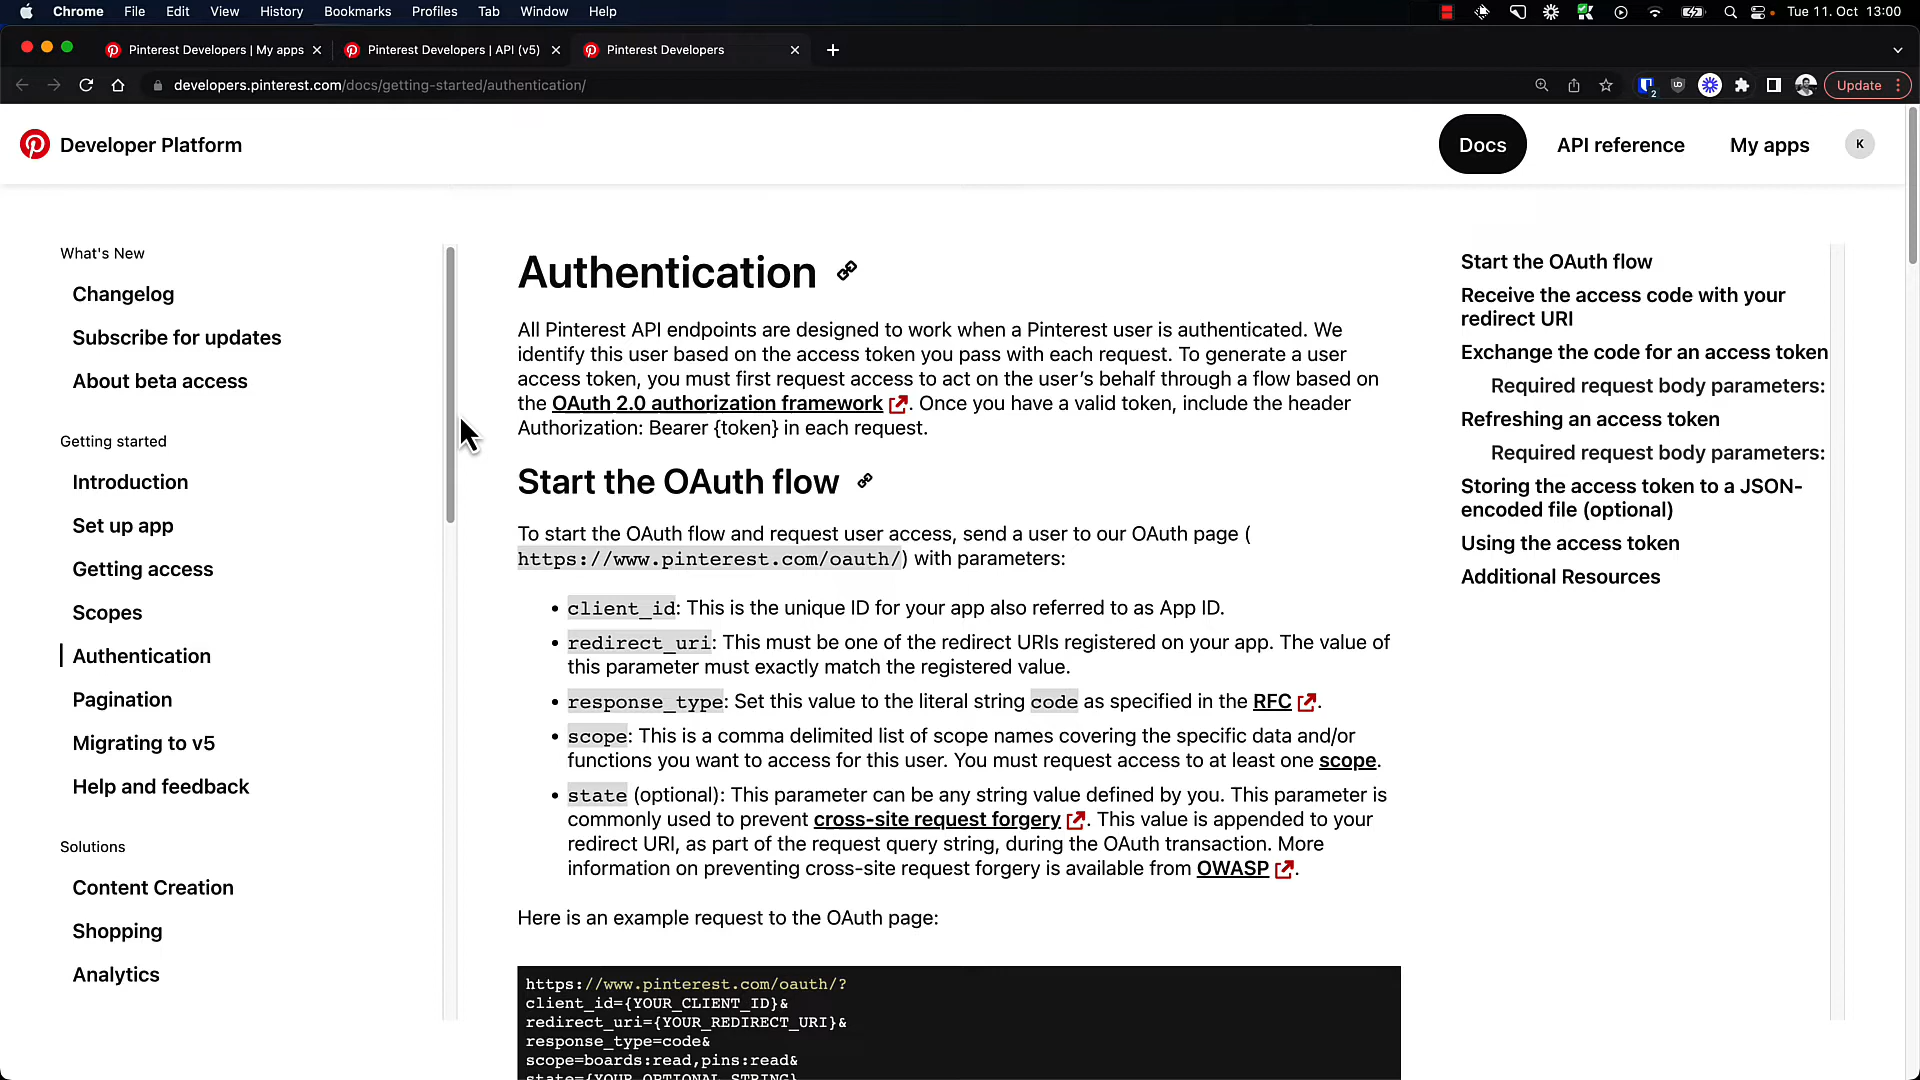 Chrome File Edit View History Bookmarks Profiles Tab Window Help Tue 11. Oct 13:00
Pinterest Developers | My apps Pinterest Developers | API (v5) Pinterest Developers
developers.pinterest.com/docs/getting-started/authentication/ 2 Update
Developer Platform Docs API reference My apps K
What's New
Changelog
Subscribe for updates
About beta access
Getting started
Introduction
Set up app
Getting access
Scopes
Authentication
Pagination
Migrating to v5
Help and feedback
Solutions
Content Creation
Shopping
Analytics
Authentication
All Pinterest API endpoints are designed to work when a Pinterest user is authenticated. We
identify this user based on the access token you pass with each request. To generate a user
access token, you must first request access to act on the user’s behalf through a flow based on
the OAuth 2.0 authorization framework. Once you have a valid token, include the header
Authorization: Bearer {token} in each request.
Start the OAuth flow
To start the OAuth flow and request user access, send a user to our OAuth page (
https://www.pinterest.com/oauth/) with parameters:
• client_id: This is the unique ID for your app also referred to as App ID.
• redirect_uri: This must be one of the redirect URIs registered on your app. The value of
this parameter must exactly match the registered value.
• response_type: Set this value to the literal string code as specified in the RFC.
• scope: This is a comma delimited list of scope names covering the specific data and/or
functions you want to access for this user. You must request access to at least one scope.
• state (optional): This parameter can be any string value defined by you. This parameter is
commonly used to prevent cross-site request forgery. This value is appended to your
redirect URI, as part of the request query string, during the OAuth transaction. More
information on preventing cross-site request forgery is available from OWASP.
Here is an example request to the OAuth page:
https://www.pinterest.com/oauth/?
client_id={YOUR_CLIENT_ID}&
redirect_uri={YOUR_REDIRECT_URI}&
response_type=code&
scope=boards:read,pins:read&
state={YOUR_OPTIONAL_STRING}
Start the OAuth flow
Receive the access code with your
redirect URI
Exchange the code for an access token
Required request body parameters:
Refreshing an access token
Required request body parameters:
Storing the access token to a JSON-
encoded file (optional)
Using the access token
Additional Resources